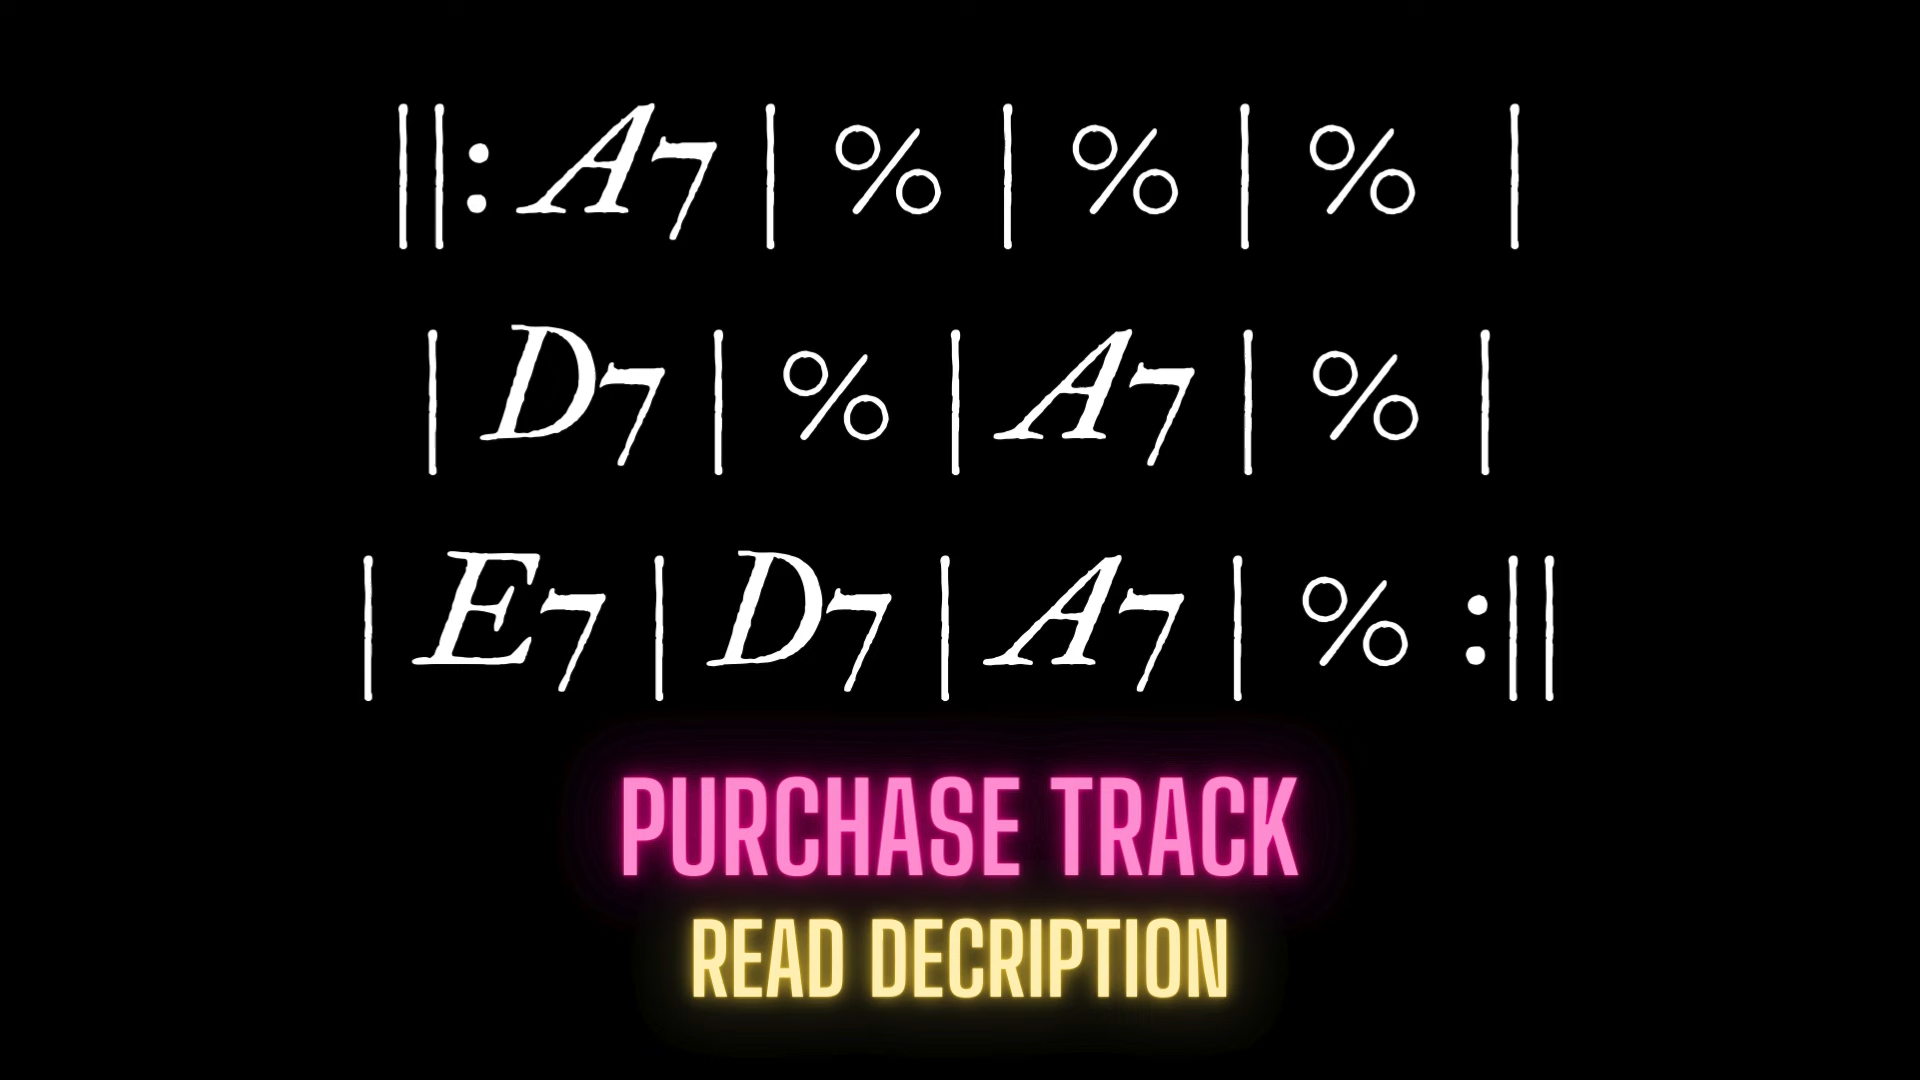 ||: A7 | % | % | % |
| D7 | % | A7 | % |
| E7 | D7 | A7 | % :||
PURCHASE TRACK
READ DECRIPTION